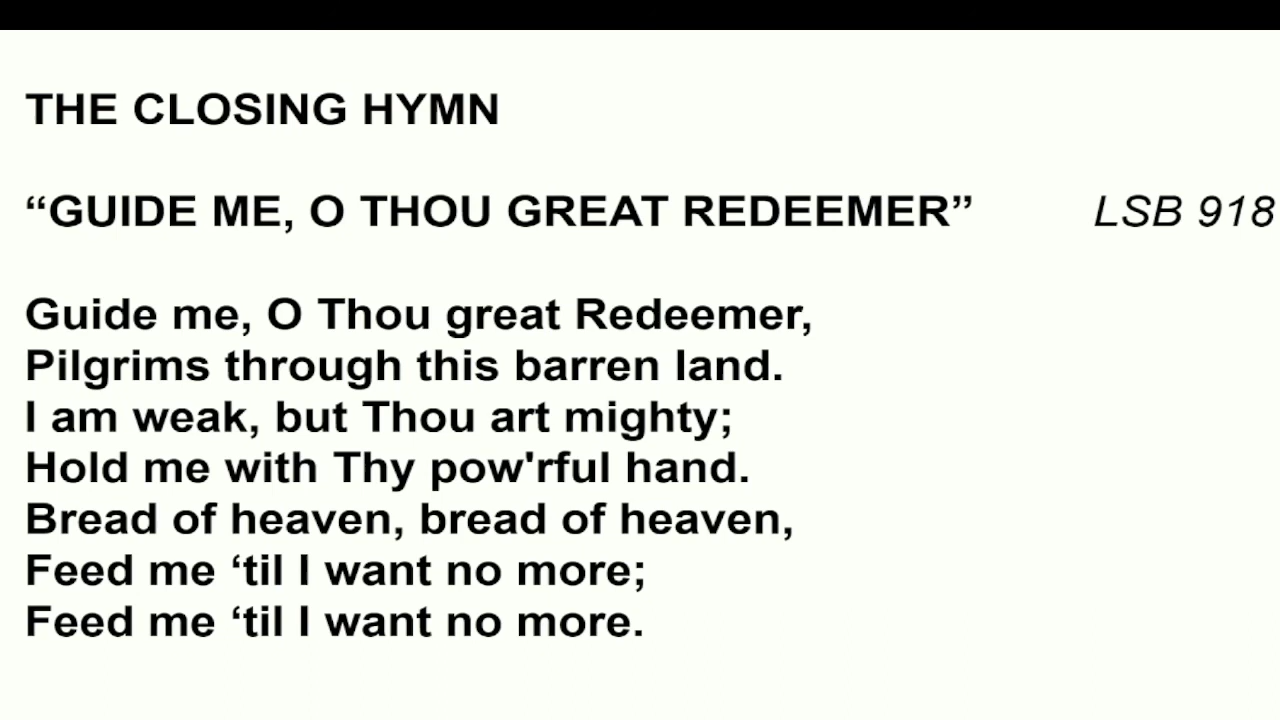 THE CLOSING HYMN
“GUIDE ME, O THOU GREAT REDEEMER” LSB 918
Guide me, O Thou great Redeemer,
Pilgrims through this barren land.
I am weak, but Thou art mighty;
Hold me with Thy pow'rful hand.
Bread of heaven, bread of heaven,
Feed me ‘til I want no more;
Feed me ‘til I want no more.